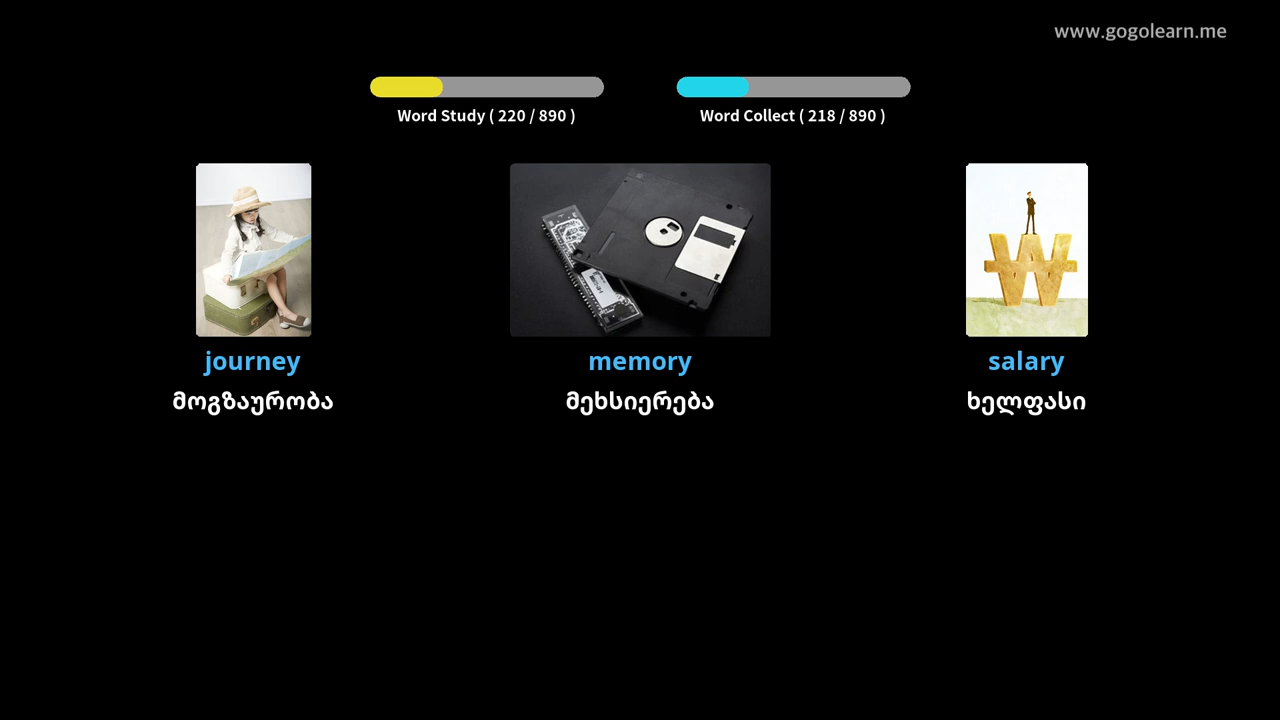 www.gogolearn.me
Word Study ( 220 / 890 )
Word Collect ( 218 / 890 )
journey
memory
salary
მოგზაურობა
მეხსიერება
ხელფასი